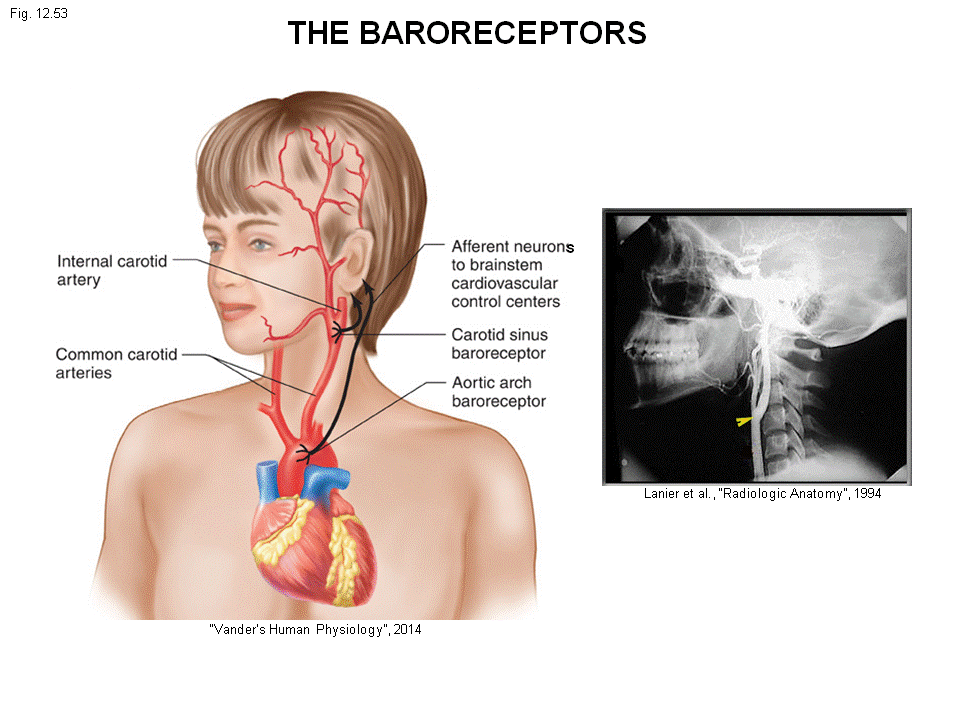 Fig. 12.53
THE BARORECEPTORS
Internal carotid
artery
Common carotid
arteries
Afferent neurons
to brainstem
cardiovascular
control centers
Carotid sinus
baroreceptor
Aortic arch
baroreceptor
Lanier et al., "Radiologic Anatomy", 1994
"Vander's Human Physiology", 2014